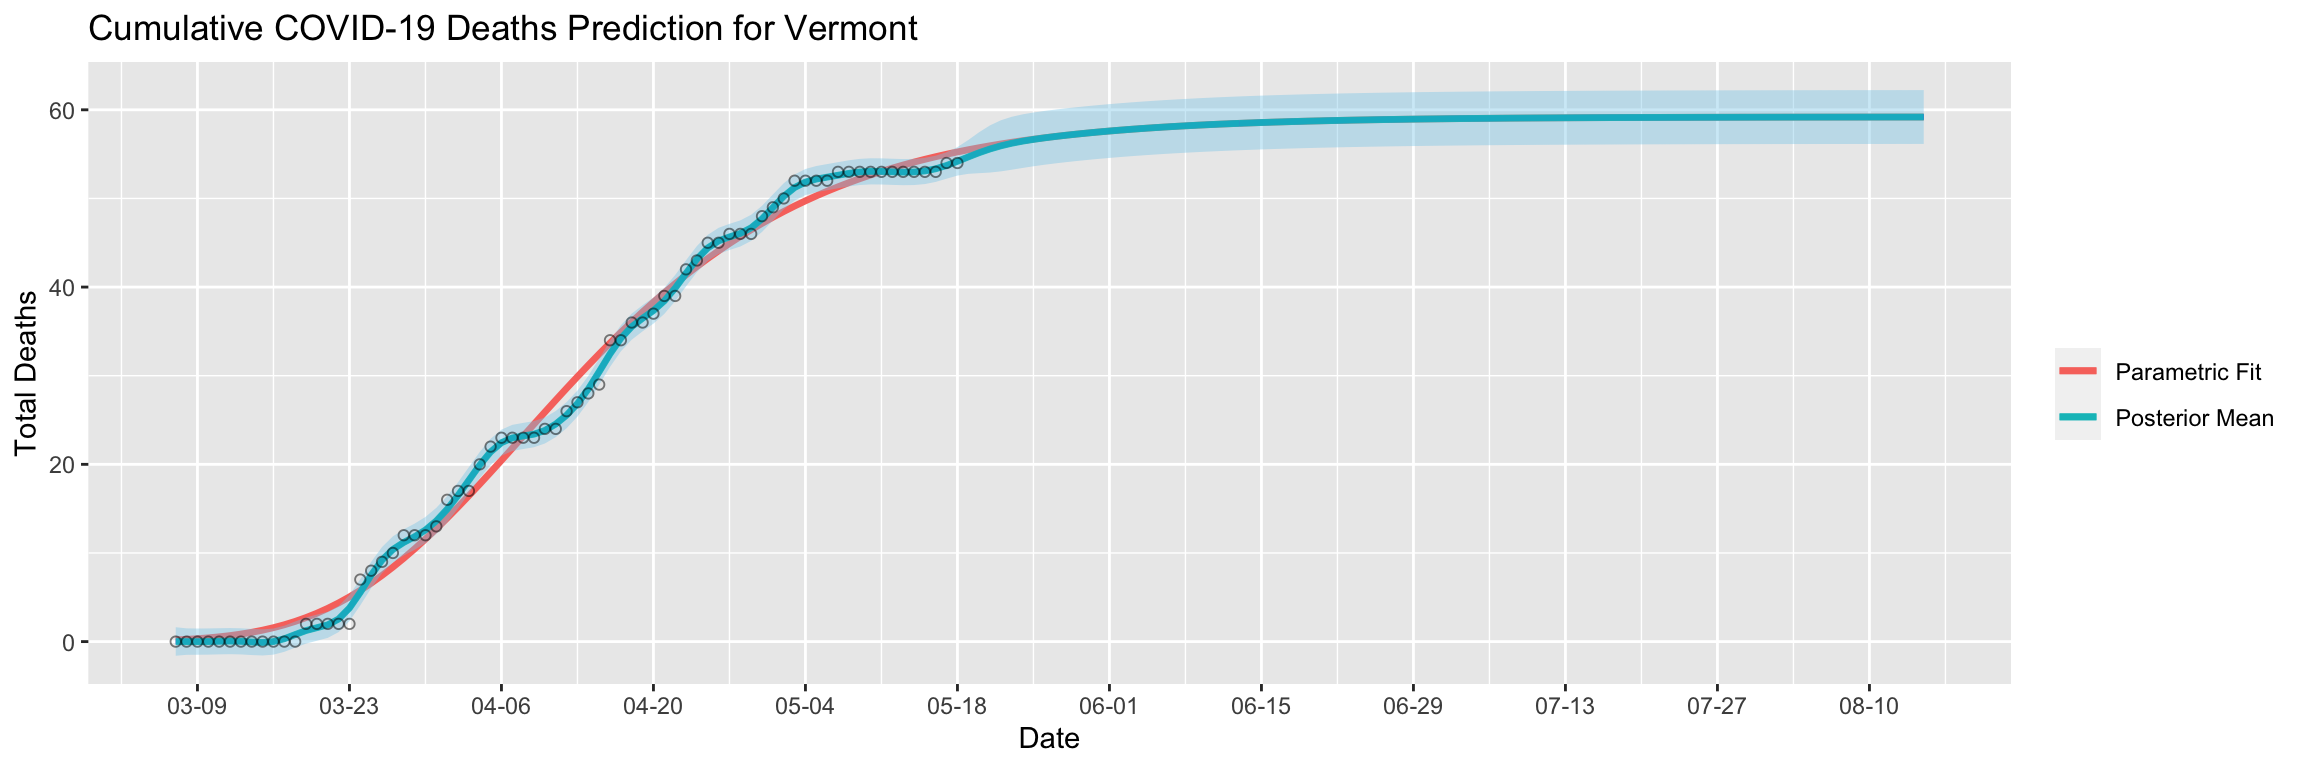 Cumulative COVID-19 Deaths Prediction for Vermont
Total Deaths
60
40
20
0
03-09 03-23 04-06 04-20 05-04 05-18 06-01 06-15 06-29 07-13 07-27 08-10
Date
Parametric Fit
Posterior Mean